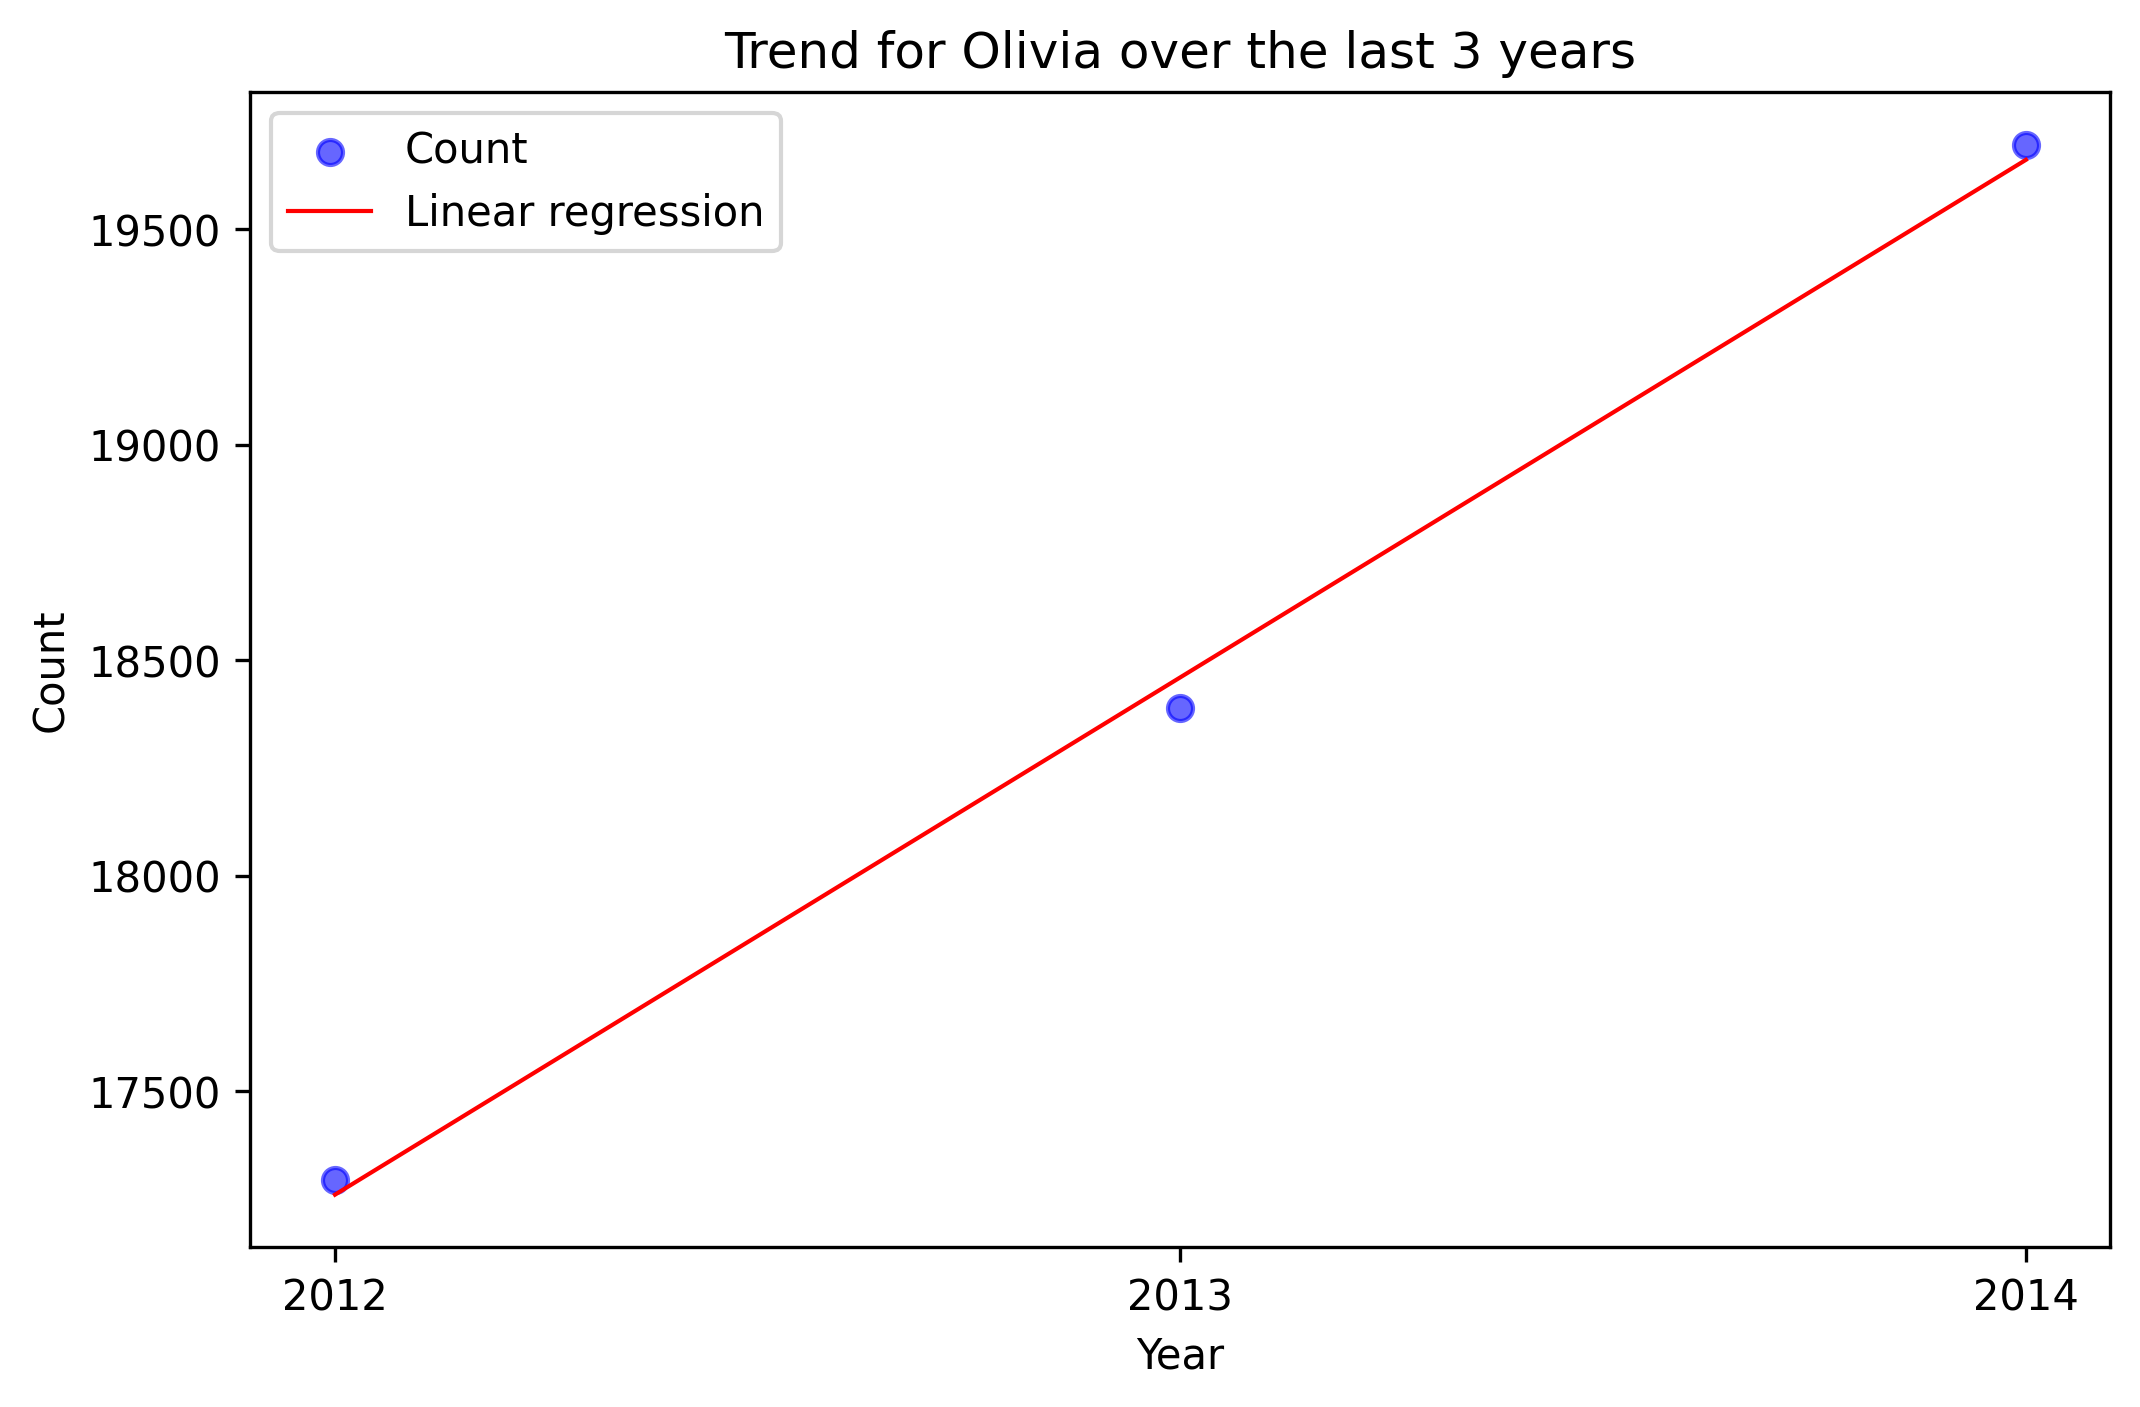 Trend for Olivia over the last 3 years
Count
Linear regression
19500
19000
18500
18000
17500
Count
2012
2013
2014
Year